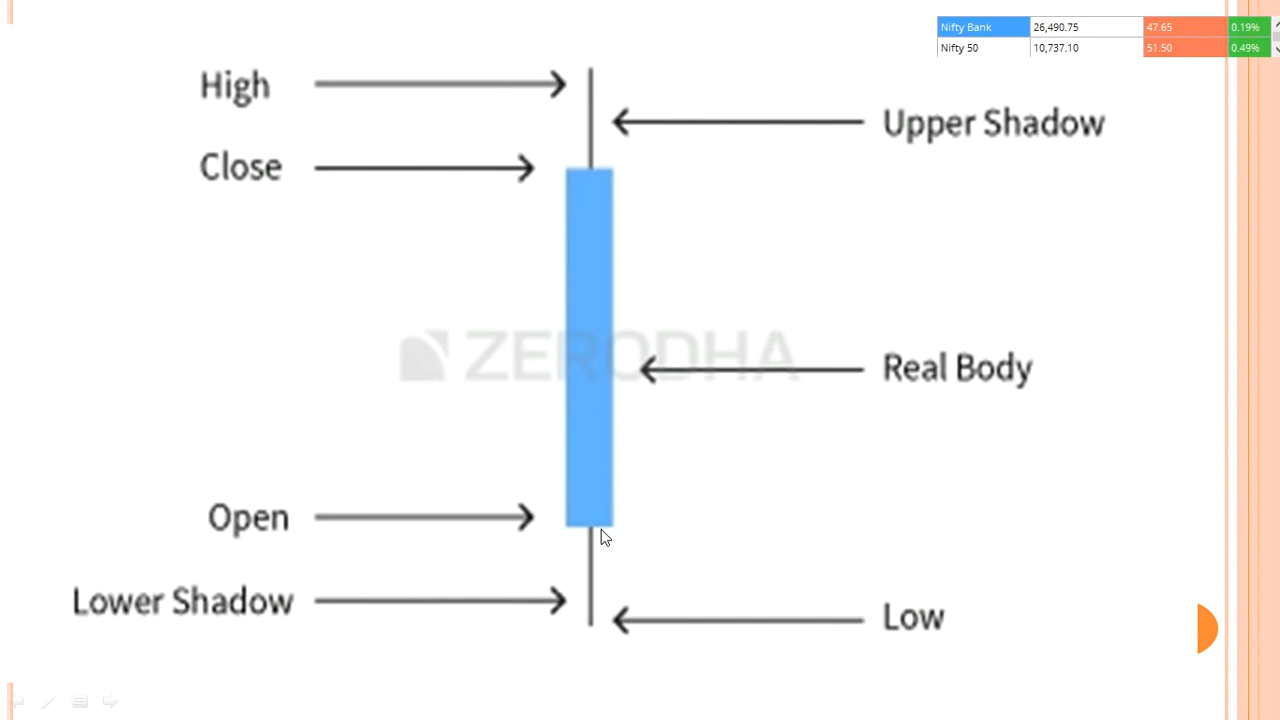 Nifty Bank 26,490.75 47.65 0.19%
Nifty 50 10,737.10 51.50 0.49%
High
Upper Shadow
Close
ZERODHA
Real Body
Open
Lower Shadow
Low